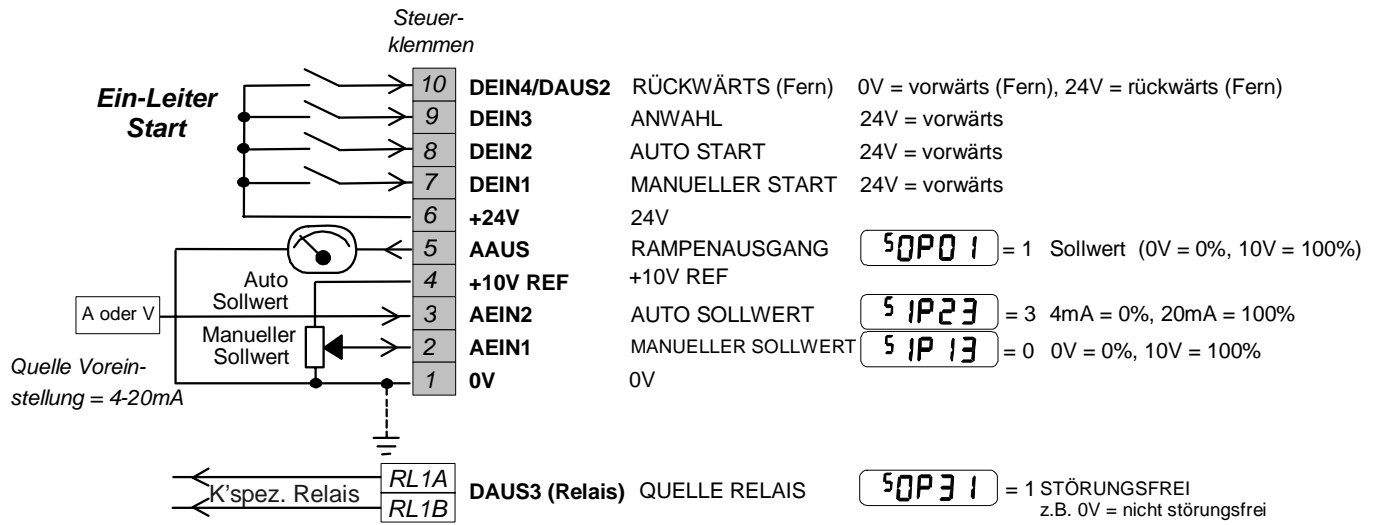 Steuer-
klemmen
Ein-Leiter
Start
10 DEIN4/DAUS2 RÜCKWÄRTS (Fern) 0V = vorwärts (Fern), 24V = rückwärts (Fern)
9 DEIN3 ANWAHL 24V = vorwärts
8 DEIN2 AUTO START 24V = vorwärts
7 DEIN1 MANUELLER START 24V = vorwärts
6 +24V 24V
5 AAUS RAMPENAUSGANG SOP01 = 1 Sollwert (0V = 0%, 10V = 100%)
Auto
Sollwert
4 +10V REF +10V REF
A oder V
3 AEIN2 AUTO SOLLWERT SIP23 = 3 4mA = 0%, 20mA = 100%
Manueller
Sollwert
2 AEIN1 MANUELLER SOLLWERT SIP13 = 0 0V = 0%, 10V = 100%
Quelle Vorein-
stellung = 4-20mA
1 0V 0V
K'spez. Relais
RL1A
RL1B
DAUS3 (Relais) QUELLE RELAIS SOP31 = 1 STÖRUNGSFREI
z.B. 0V = nicht störungsfrei